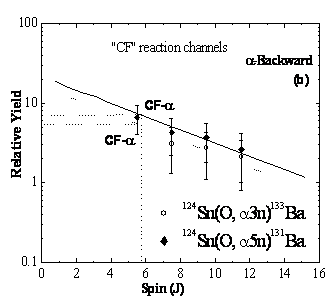 100
10
1
0.1
Relative Yield
"CF" reaction channels
α-Backward
(b)
CF-α
CF-α
124Sn(O, α3n)133Ba
124Sn(O, α5n)131Ba
0 2 4 6 8 10 12 14 16
Spin (J)